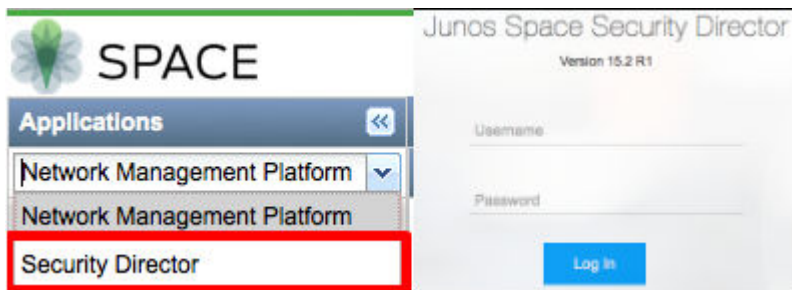 SPACE
Applications
Network Management Platform
Network Management Platform
Security Director
Junos Space Security Director
Version 15.2 R1
Username
Password
Log In